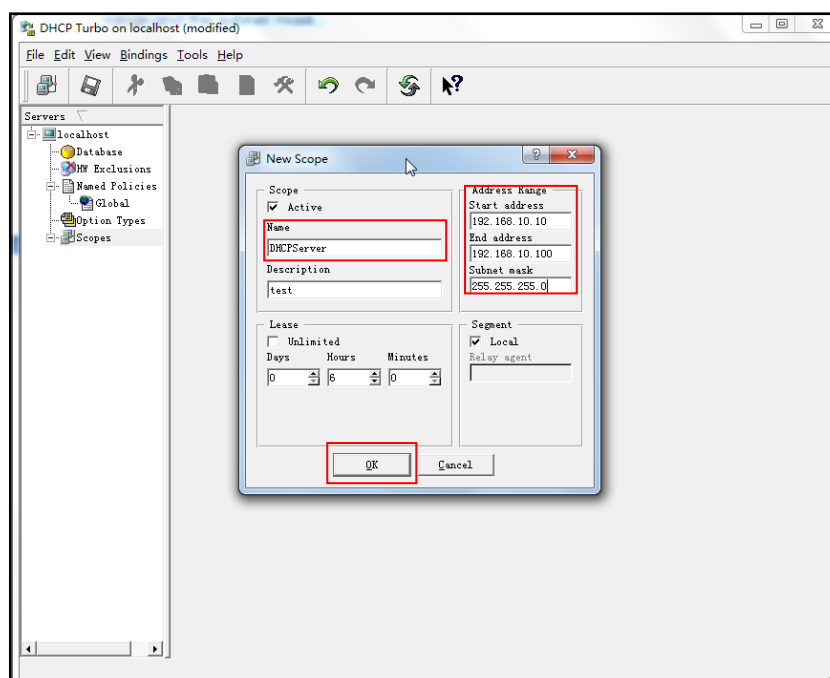 DHCP Turbo on localhost (modified)
File Edit View Bindings Tools Help
Servers
localhost
Database
HW Exclusions
Named Policies
Global
Option Types
Scopes
New Scope
Scope
Active
Name
DHCPServer
Description
test
Address Range
Start address
192.168.10.10
End address
192.168.10.100
Subnet mask
255.255.255.0
Lease
Unlimited
Days Hours Minutes
0 6 0
Segment
Local
Relay agent
OK Cancel